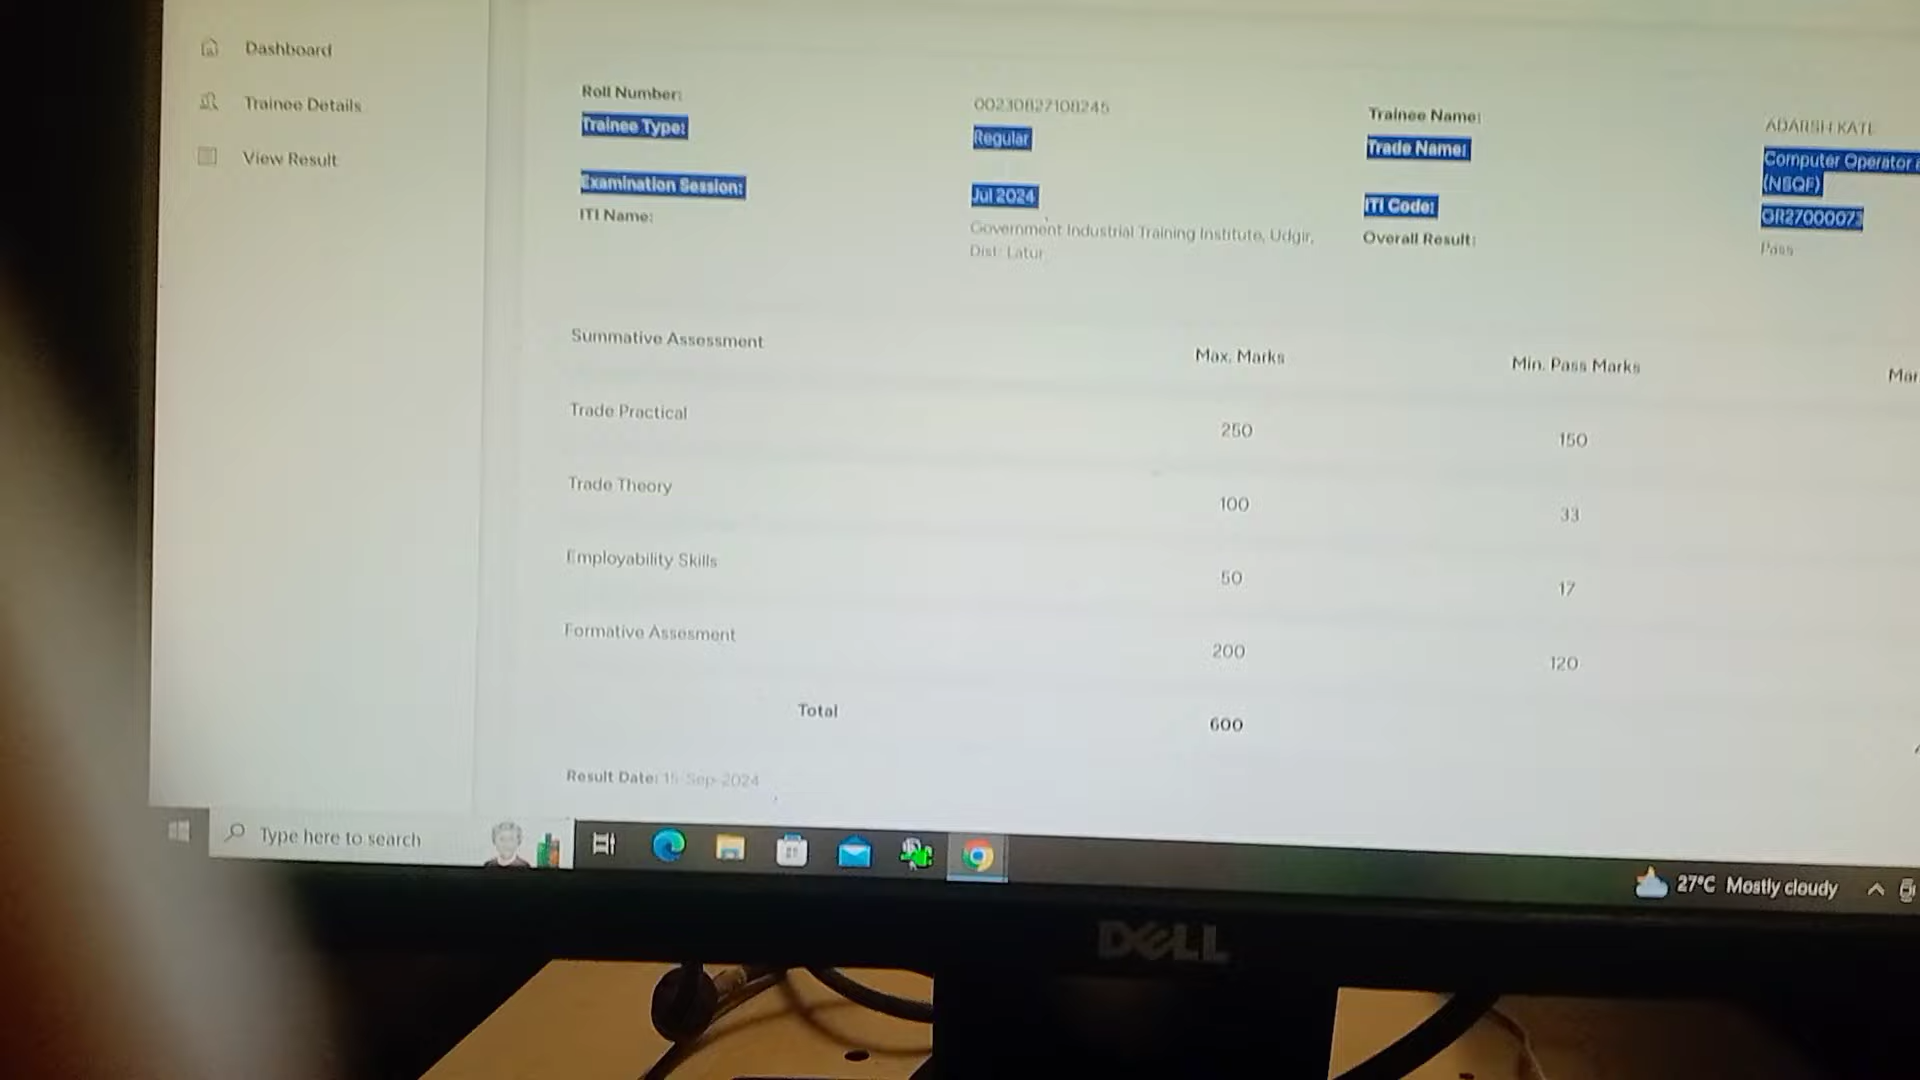 Dashboard
Trainee Details
View Result
Roll Number:
00230827108245
Trainee Name:
ADARSH KATE
Trainee Type:
Regular
Trade Name:
Computer Operator
(NSQF)
Examination Session:
Jul 2024
ITI Code:
GR27000073
ITI Name:
Government Industrial Training Institute, Udgir,
Dist: Latur
Overall Result:
Pass
Summative Assessment Max. Marks Min. Pass Marks Mar
Trade Practical 250 150
Trade Theory 100 33
Employability Skills 50 17
Formative Assesment 200 120
Total 600
Result Date: 15-Sep-2024
Type here to search
27°C Mostly cloudy
DELL